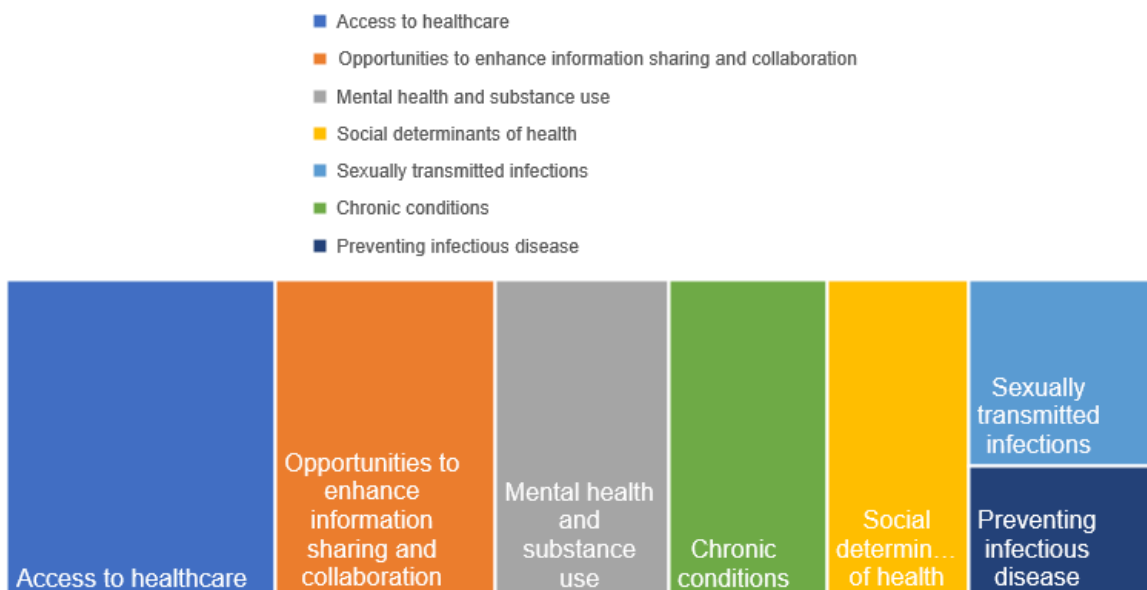 Access to healthcare
Opportunities to enhance information sharing and collaboration
Mental health and substance use
Social determinants of health
Sexually transmitted infections
Chronic conditions
Preventing infectious disease
Access to healthcare
Opportunities to
enhance
information
sharing and
collaboration
Mental health
and
substance
use
Chronic
conditions
Social
determin...
of health
Sexually
transmitted
infections
Preventing
infectious
disease